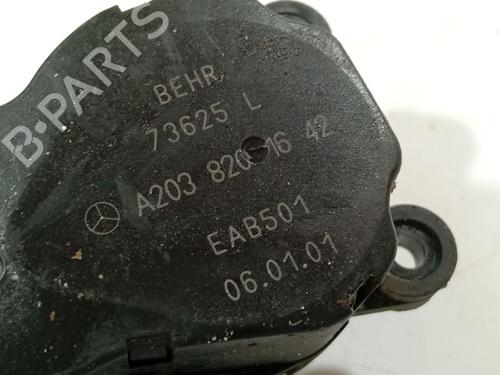 B-PARTS
BEHR
73625 L
A203 820 16 42
EAB501
06.01.01